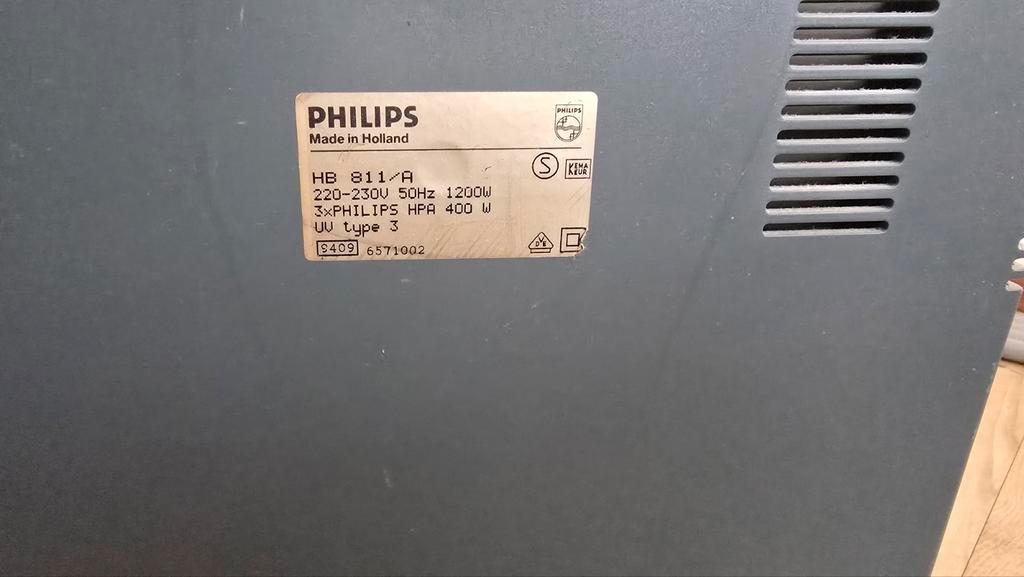 PHILIPS
Made in Holland
PHILIPS
S
KEMA
KEUR
HB 811/A
220-230V 50Hz 1200W
3xPHILIPS HPA 400 W
UV type 3
9409 6571002
DVE